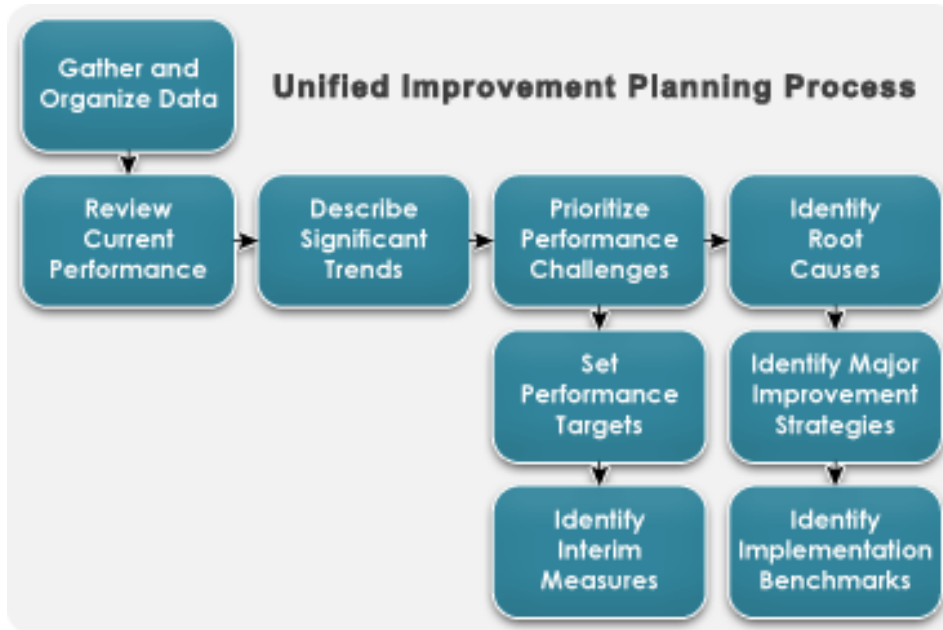 Gather and
Organize Data
Unified Improvement Planning Process
Review
Current
Performance
Describe
Significant
Trends
Prioritize
Performance
Challenges
Identify
Root
Causes
Set
Performance
Targets
Identify Major
Improvement
Strategies
Identify
Interim
Measures
Identify
Implementation
Benchmarks